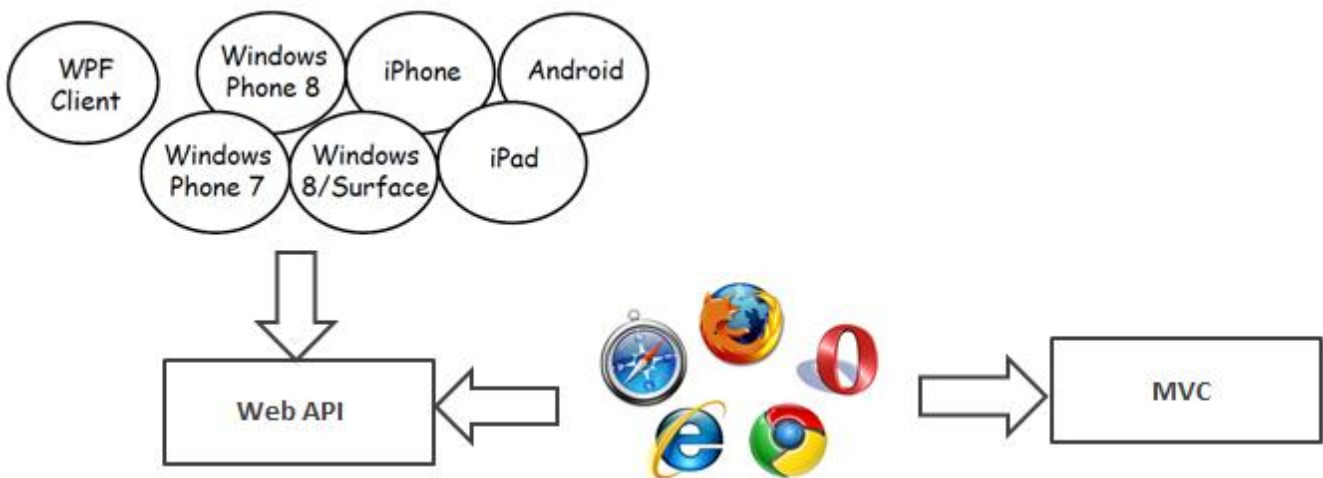 WPF
Client
Windows
Phone 8
iPhone
Android
Windows
Phone 7
Windows
8/Surface
iPad
Web API
MVC